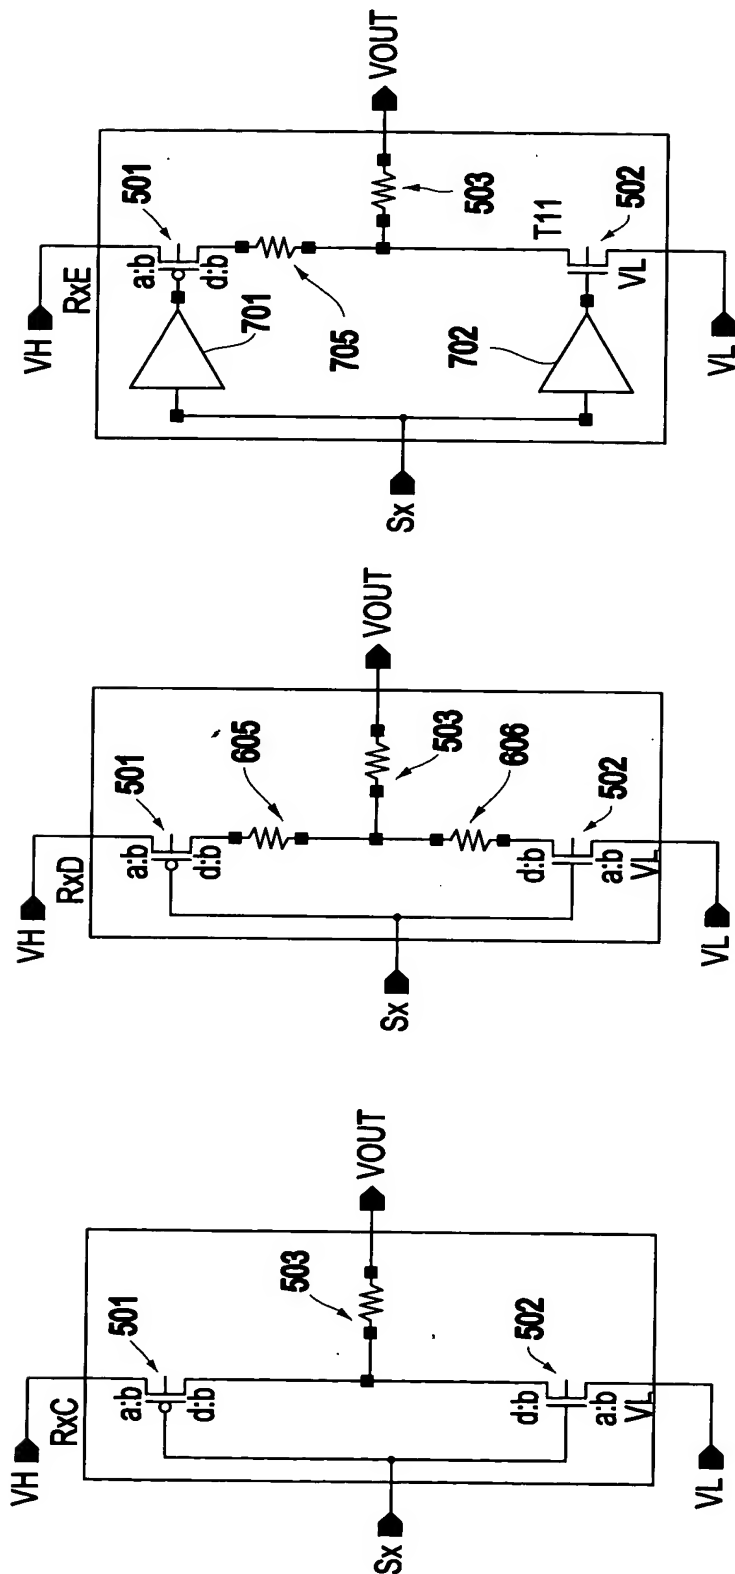 VH
RxC
a:b
501
d:b
503
VOUT
Sx
502
d:b
a:b
VL
VL
VH
RxD
a:b
501
d:b
605
503
VOUT
Sx
606
502
d:b
a:b
VL
VL
VH
RxE
a:b
501
d:b
701
705
503
VOUT
Sx
702
T11
502
VL
VL